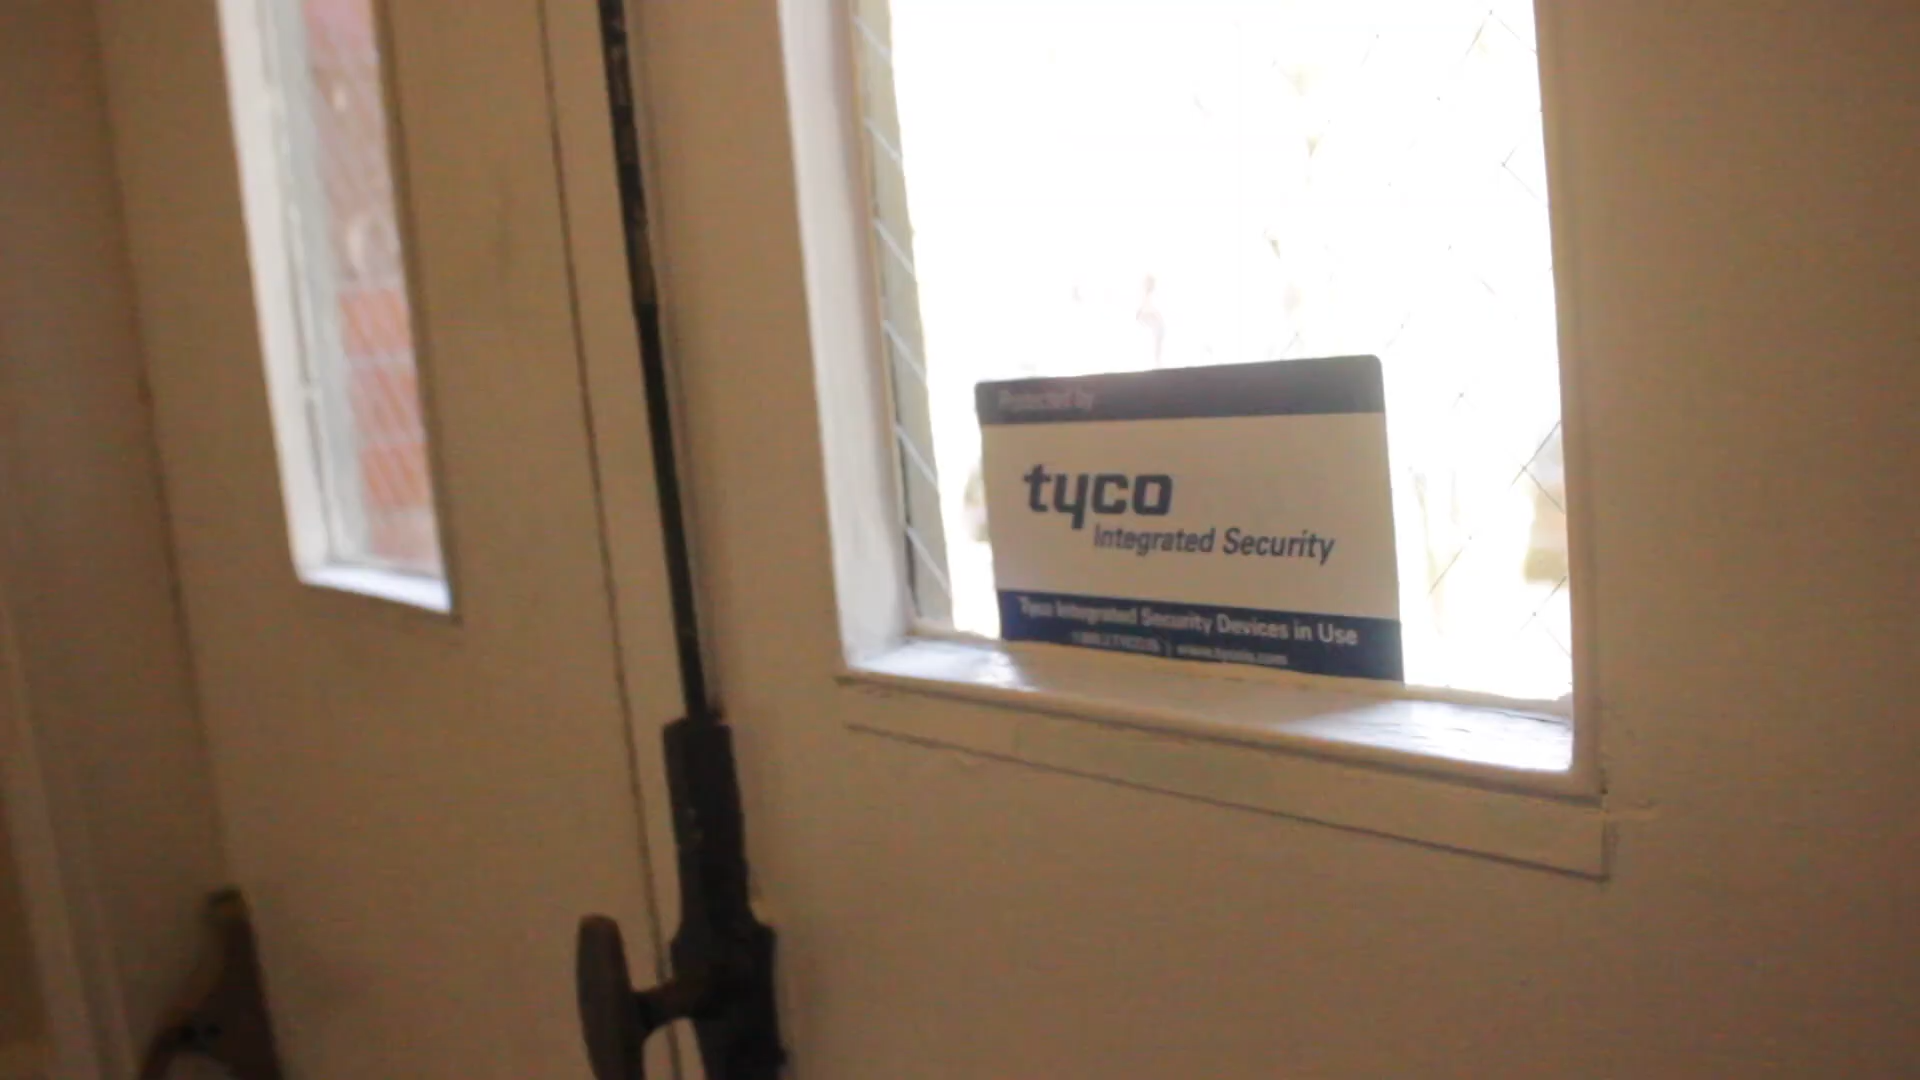 Protected by
tyco
Integrated Security
Tyco Integrated Security Devices in Use